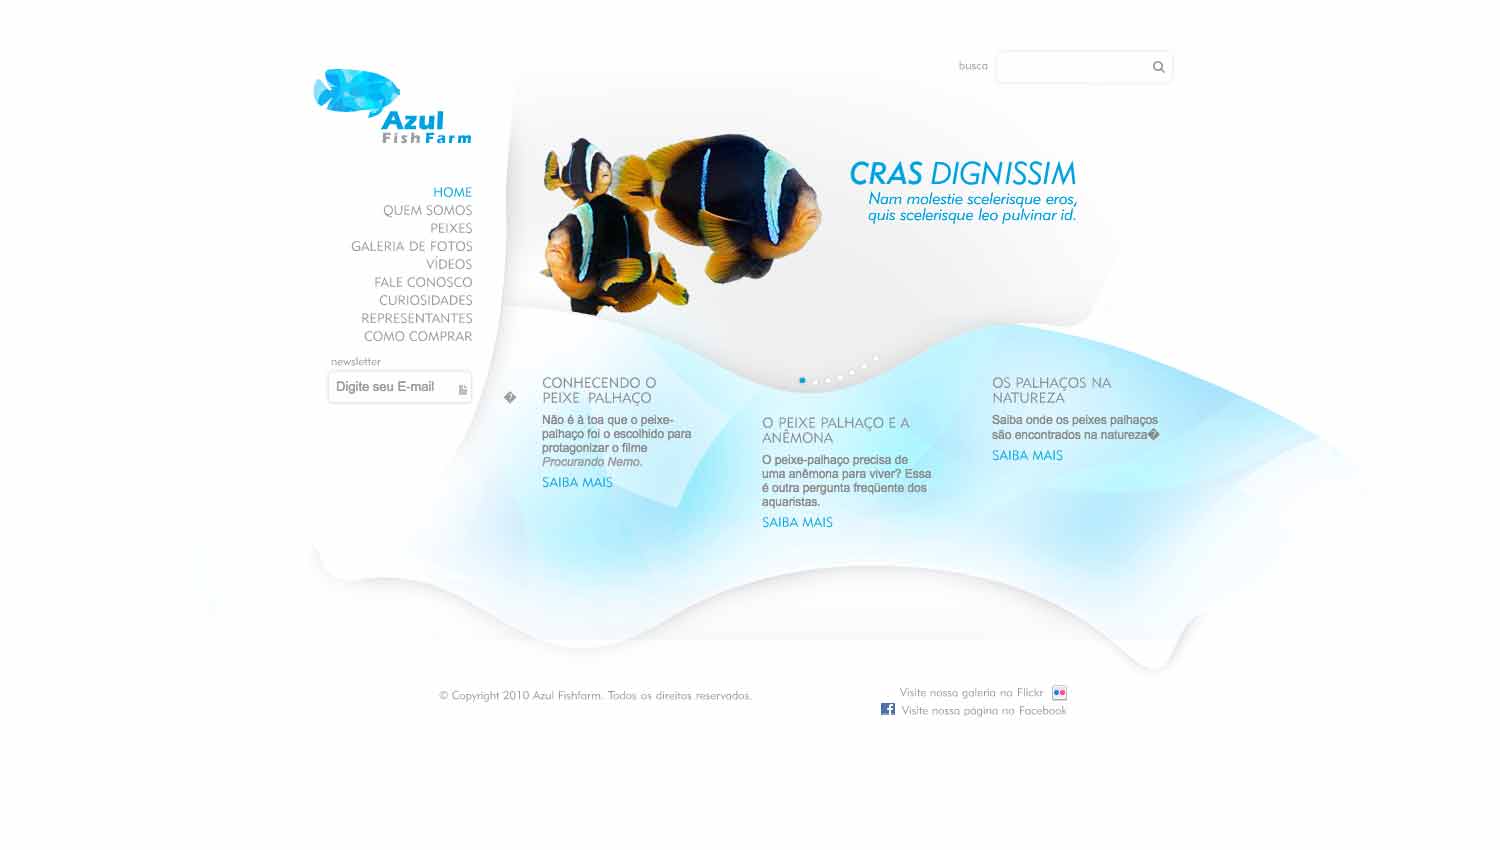 busca
Azul
FishFarm
HOME
QUEM SOMOS
PEIXES
GALERIA DE FOTOS
VÍDEOS
FALE CONOSCO
CURIOSIDADES
REPRESENTANTES
COMO COMPRAR
newsletter
Digite seu E-mail
CRAS DIGNISSIM
Nam molestie scelerisque eros,
quis scelerisque leo pulvinar id.
�
CONHECENDO O
PEIXE PALHAÇO
Não é à toa que o peixe-
palhaço foi o escolhido para
protagonizar o filme
Procurando Nemo.
SAIBA MAIS
O PEIXE PALHAÇO E A
ANÊMONA
O peixe-palhaço precisa de
uma anêmona para viver? Essa
é outra pergunta freqüente dos
aquaristas.
SAIBA MAIS
OS PALHAÇOS NA
NATUREZA
Saiba onde os peixes palhaços
são encontrados na natureza�
SAIBA MAIS
© Copyright 2010 Azul Fishfarm. Todos os direitos reservados.
Visite nossa galeria no Flickr
Visite nossa página no Facebook